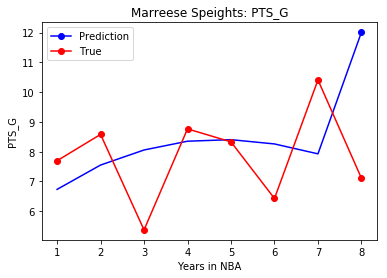 Marreese Speights: PTS_G
Prediction
True
PTS_G
12
11
10
9
8
7
6
1 2 3 4 5 6 7 8
Years in NBA